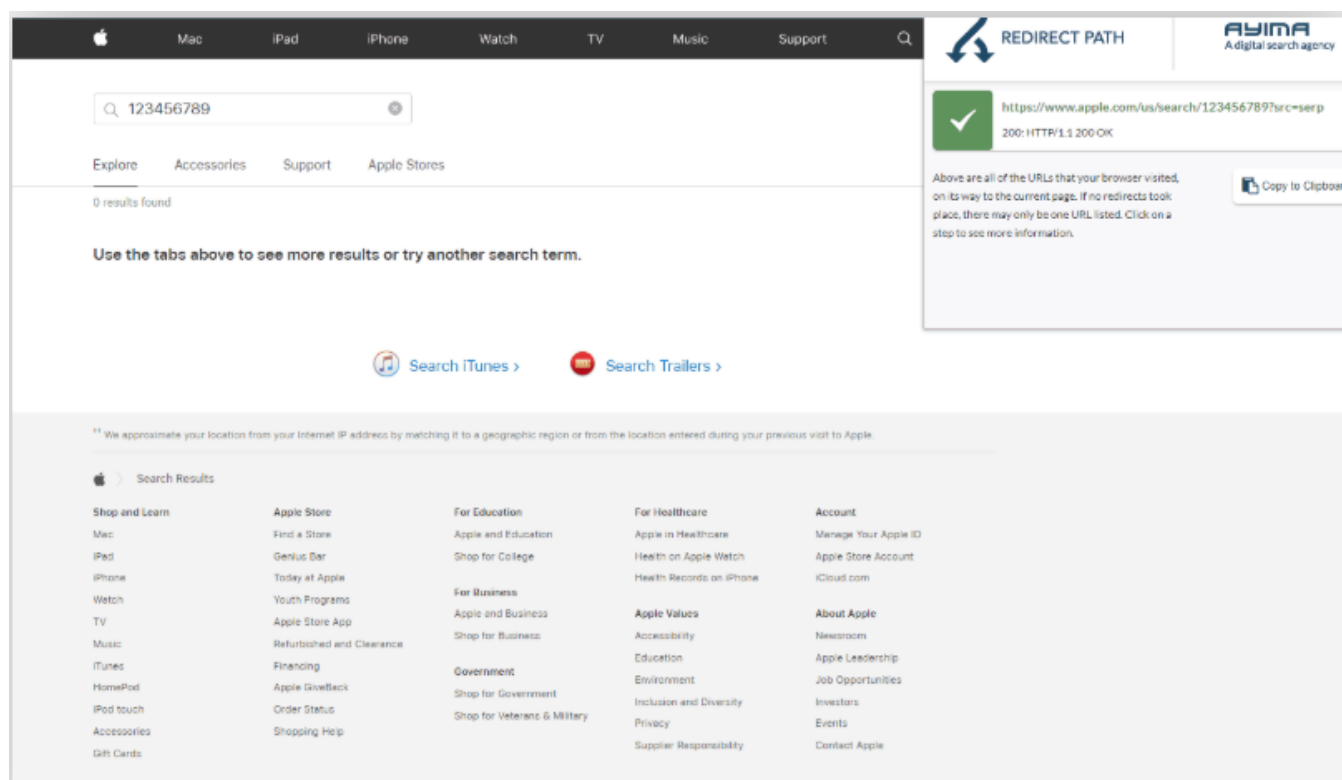 Mac iPad iPhone Watch TV Music Support
REDIRECT PATH
AYIMA
A digital search agency
123456789
https://www.apple.com/us/search/123456789?src=serp
200: HTTP/1.1 200 OK
Explore Accessories Support Apple Stores
Above are all of the URLs that your browser visited,
on its way to the current page. If no redirects took
place, there may only be one URL listed. Click on a
step to see more information.
Copy to Clipboar
0 results found
Use the tabs above to see more results or try another search term.
Search iTunes >
Search Trailers >
†† We approximate your location from your Internet IP address by matching it to a geographic region or from the location entered during your previous visit to Apple.
Search Results
Shop and Learn
Mac
iPad
iPhone
Watch
TV
Music
iTunes
HomePod
iPod touch
Accessories
Gift Cards
Apple Store
Find a Store
Genius Bar
Today at Apple
Youth Programs
Apple Store App
Refurbished and Clearance
Financing
Apple GiveBack
Order Status
Shopping Help
For Education
Apple and Education
Shop for College
For Business
Apple and Business
Shop for Business
Government
Shop for Government
Shop for Veterans & Military
For Healthcare
Apple in Healthcare
Health on Apple Watch
Health Records on iPhone
Apple Values
Accessibility
Education
Environment
Inclusion and Diversity
Privacy
Supplier Responsibility
Account
Manage Your Apple ID
Apple Store Account
iCloud.com
About Apple
Newsroom
Apple Leadership
Job Opportunities
Investors
Events
Contact Apple